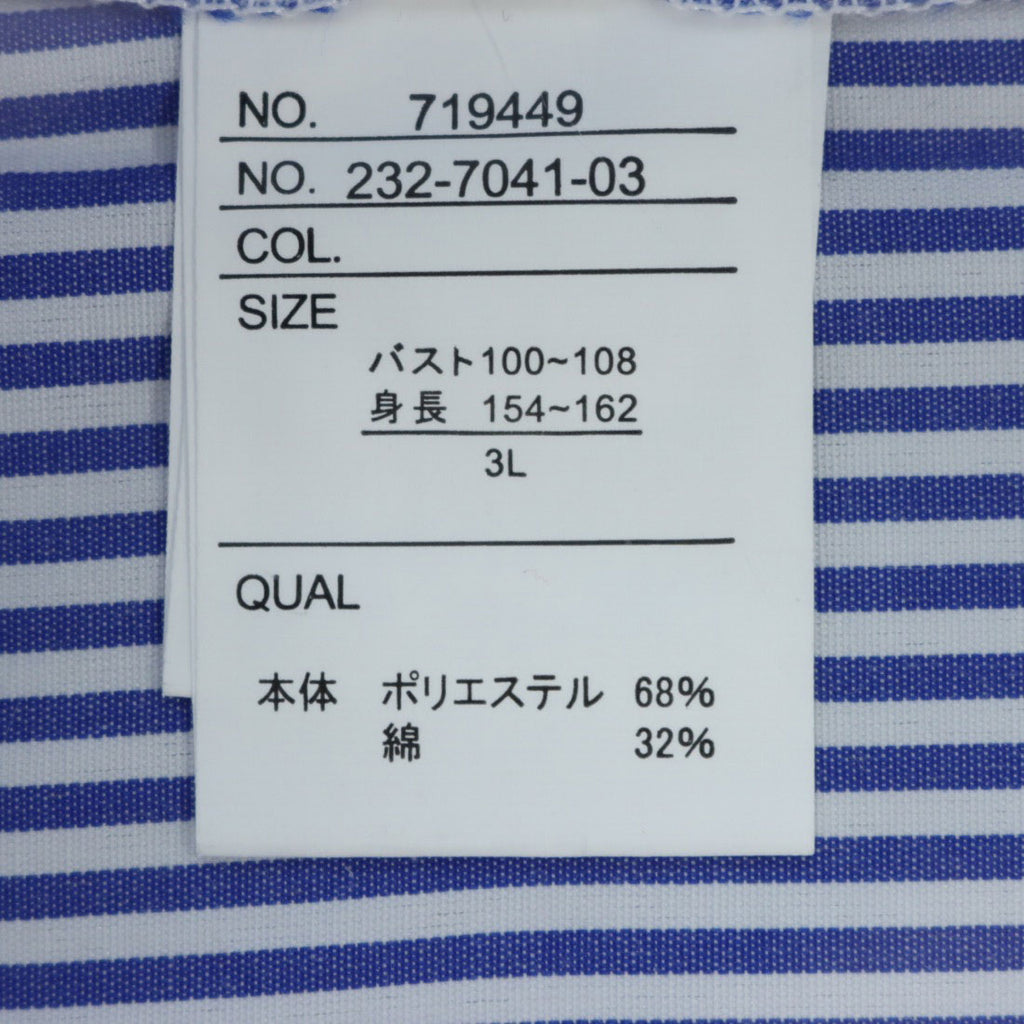 NO. 719449
NO. 232-7041-03
COL.
SIZE
バスト100~108
身長 154~162
3L
QUAL
本体 ポリエステル 68%
綿 32%